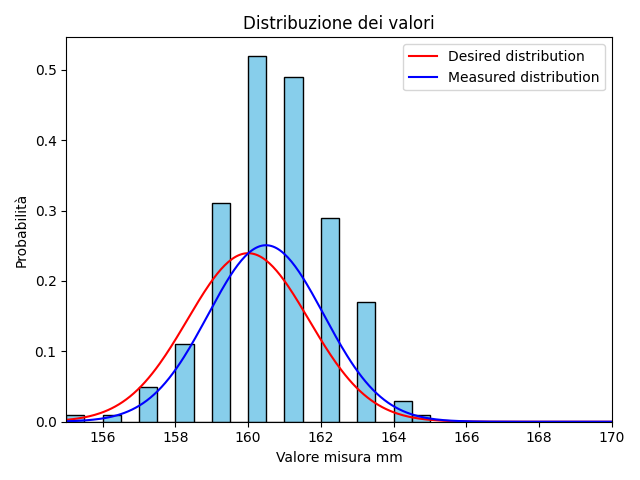 Distribuzione dei valori
Desired distribution
Measured distribution
Probabilità
0.5
0.4
0.3
0.2
0.1
0.0
156 158 160 162 164 166 168 170
Valore misura mm